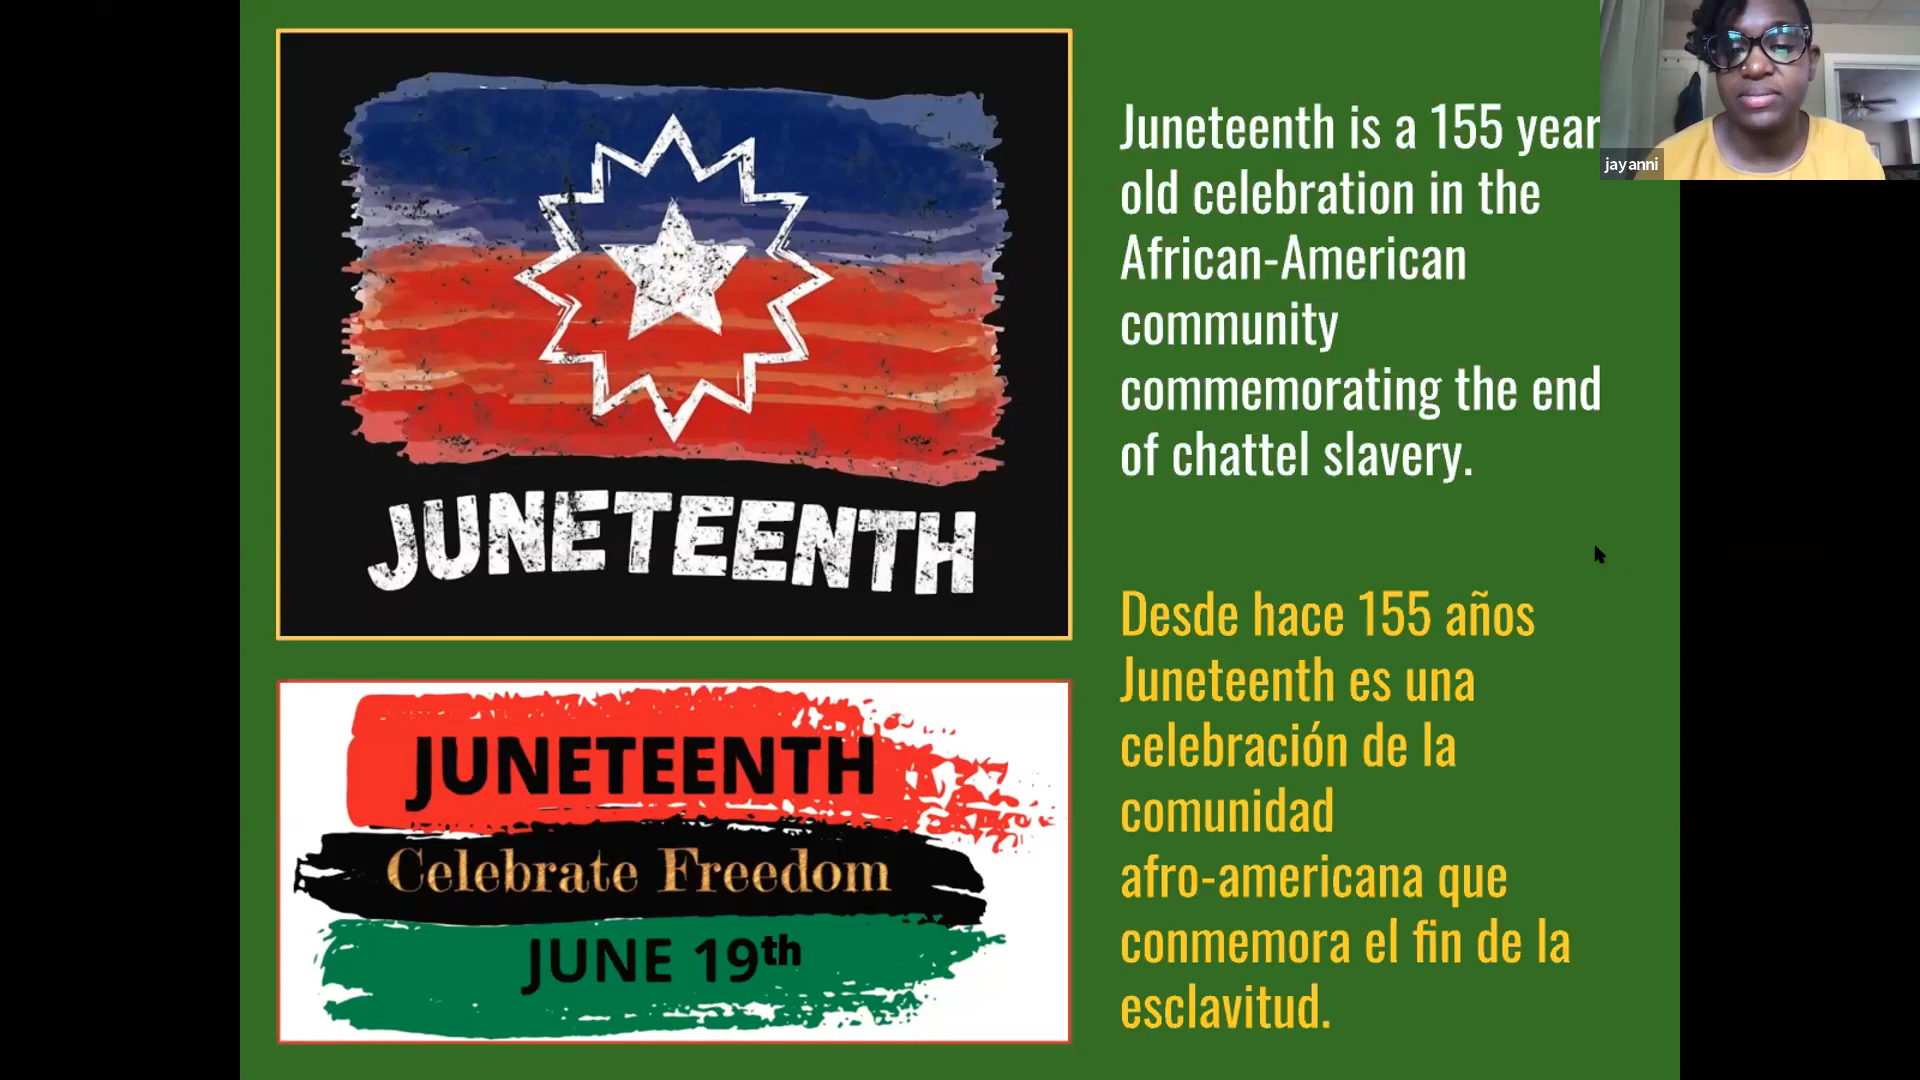 JUNETEENTH
JUNETEENTH
Celebrate Freedom
JUNE 19th
Juneteenth is a 155 year
old celebration in the
African-American
community
commemorating the end
of chattel slavery.
Desde hace 155 años
Juneteenth es una
celebración de la
comunidad
afro-americana que
conmemora el fin de la
esclavitud.
jayanni